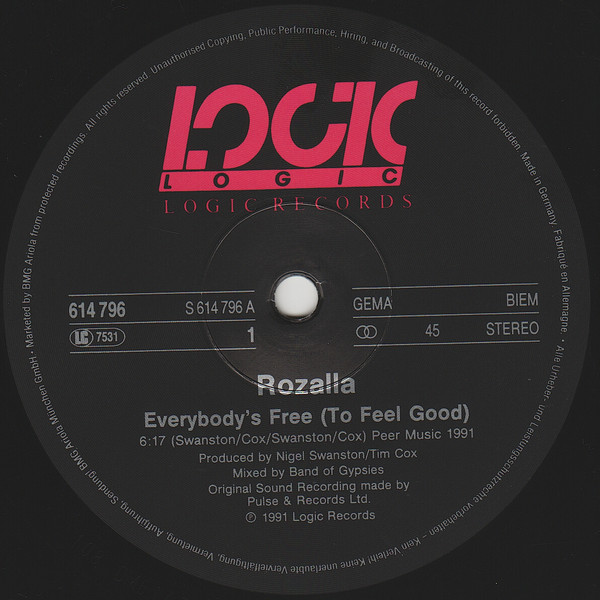 LOGIC
LOGIC
LOGIC RECORDS
614 796
S 614 796 A
GEMA
BIEM
LC 7531
1
45
STEREO
Rozalla
Everybody's Free (To Feel Good)
6:17 (Swanston/Cox/Swanston/Cox) Peer Music 1991
Produced by Nigel Swanston/Tim Cox
Mixed by Band of Gypsies
Original Sound Recording made by
Pulse & Records Ltd.
℗ 1991 Logic Records
Marketed by BMG Ariola from protected recordings. All rights reserved. Unauthorised Copying, Public Performance, Hiring, and Broadcasting of this record forbidden. Made in Germany. Fabriqué en Allemagne. • Alle Urheber- und Leistungsschutzrechte vorbehalten - Kein Verleih! Keine unerlaubte Vervielfältigung, Vermietung, Aufführung, Sendung! BMG Ariola München GmbH •